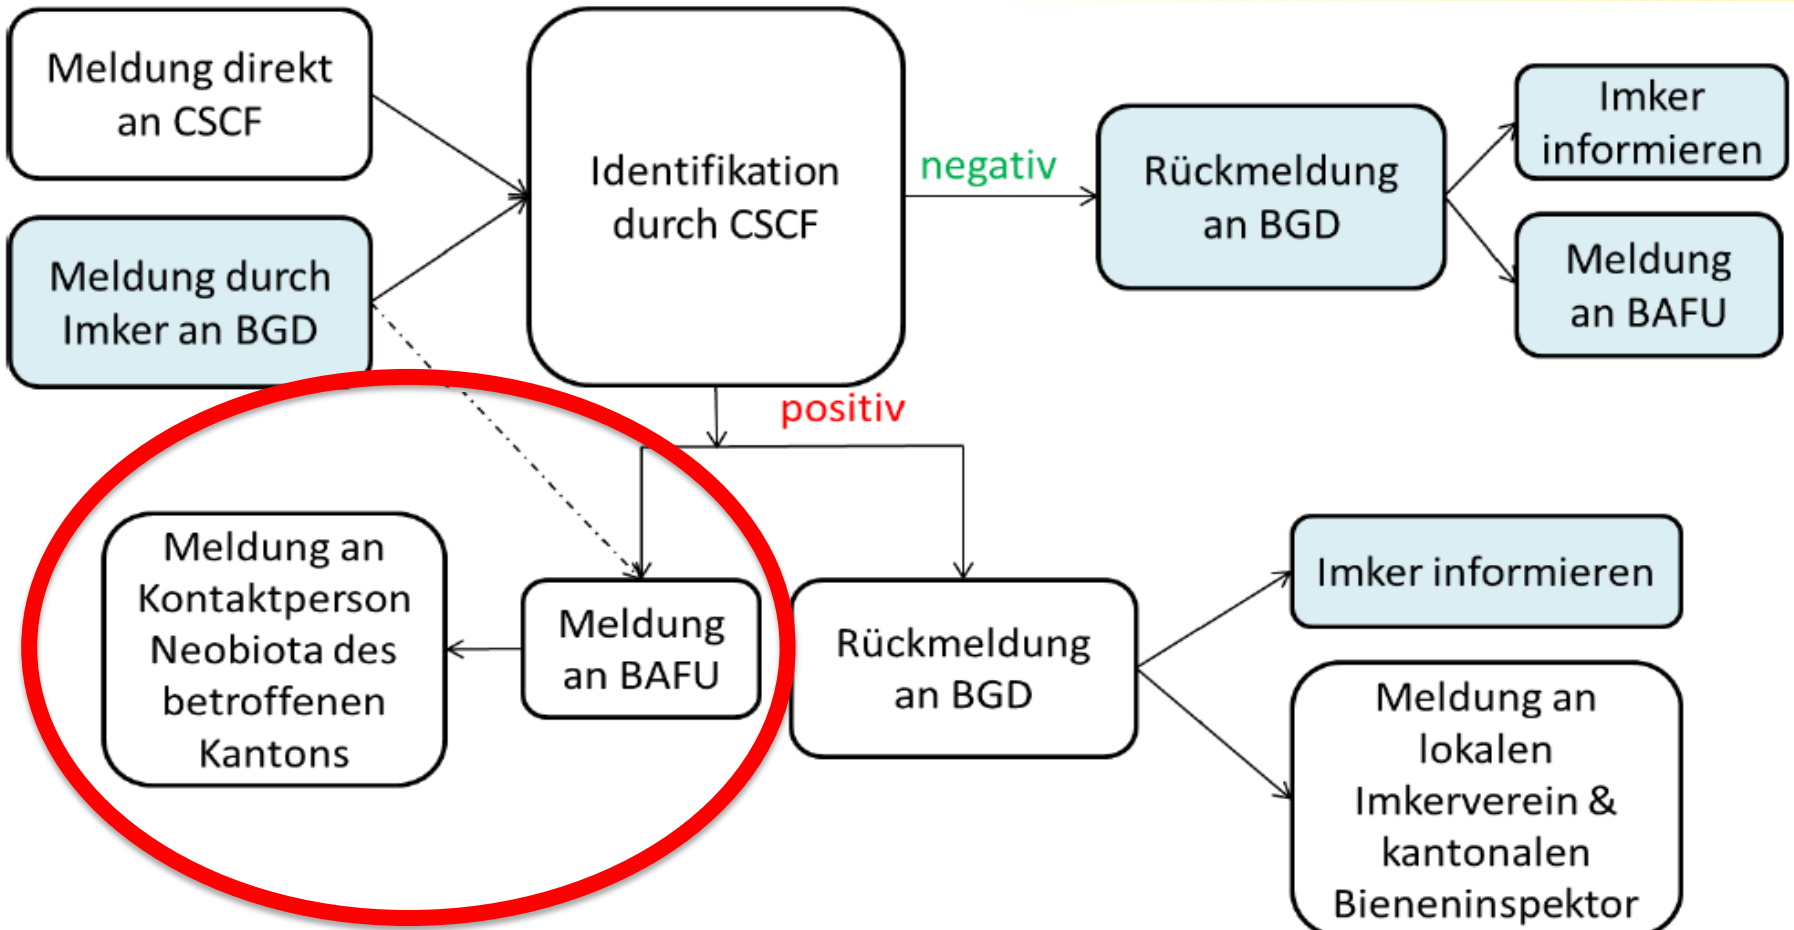 Meldung direkt
an CSCF
Meldung durch
Imker an BGD
Identifikation
durch CSCF
negativ
Rückmeldung
an BGD
Imker
informieren
Meldung
an BAFU
positiv
Meldung an
Kontaktperson
Neobiota des
betroffenen
Kantons
Meldung
an BAFU
Rückmeldung
an BGD
Imker informieren
Meldung an
lokalen
Imkerverein &
kantonalen
Bieneninspektor